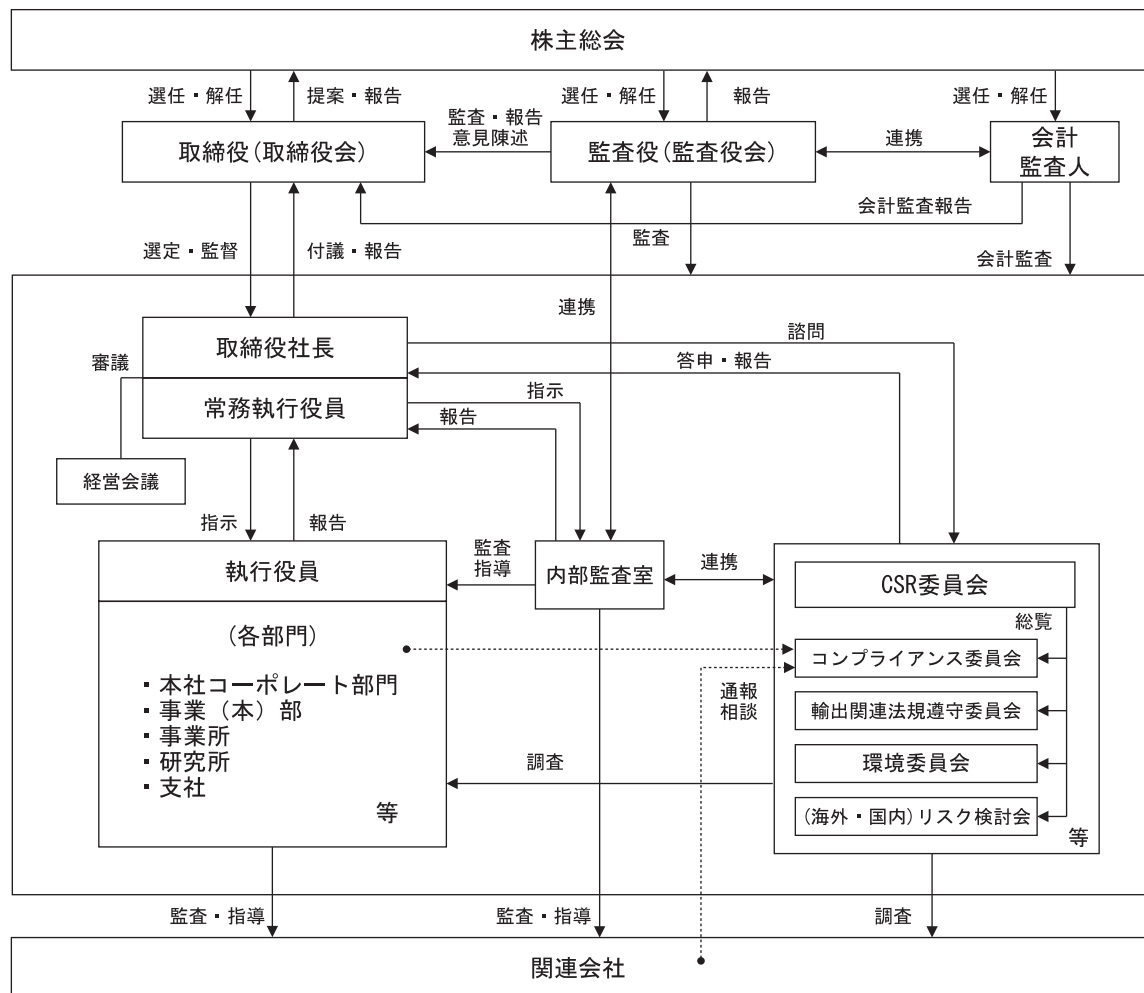 株主総会
選任・解任
提案・報告
選任・解任
報告
選任・解任
取締役(取締役会)
監査・報告
意見陳述
監査役(監査役会)
連携
会計
監査人
会計監査報告
選定・監督
付議・報告
監査
会計監査
連携
取締役社長
諮問
審議
答申・報告
常務執行役員
指示
報告
経営会議
指示
報告
執行役員
監査
指導
内部監査室
連携
CSR委員会
総覧
(各部門)
・本社コーポレート部門
・事業（本）部
・事業所
・研究所
・支社
等
コンプライアンス委員会
通報
相談
輸出関連法規遵守委員会
環境委員会
調査
(海外・国内)リスク検討会
等
監査・指導
監査・指導
調査
関連会社